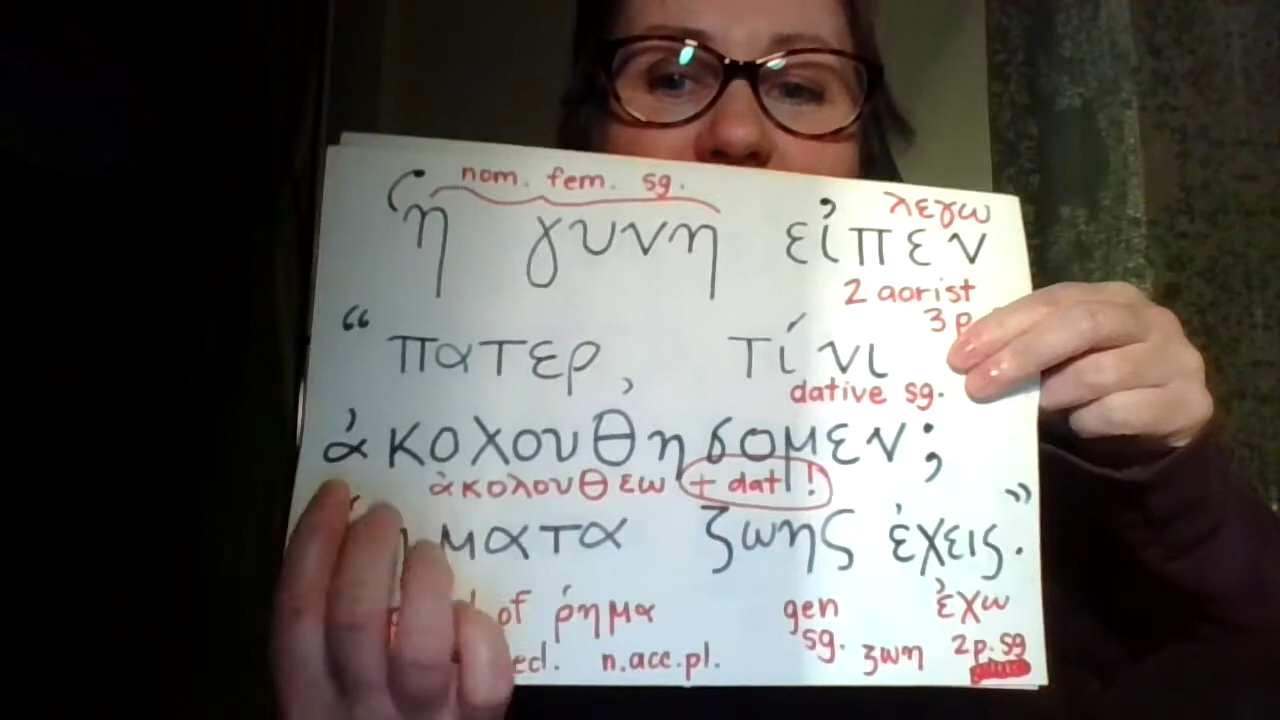 nom. fem. sg.
ἡ γυνη εἰπεν
λεγω
2 aorist
3 p
“πατερ, τίνι
dative sg.
ἀκολουθησομεν;
ἀκολουθεω + dat!
ζωης ἐχεις.”
of ῥημα gen ἐχω
sg. ζωη 2p. sg
n.acc.pl.